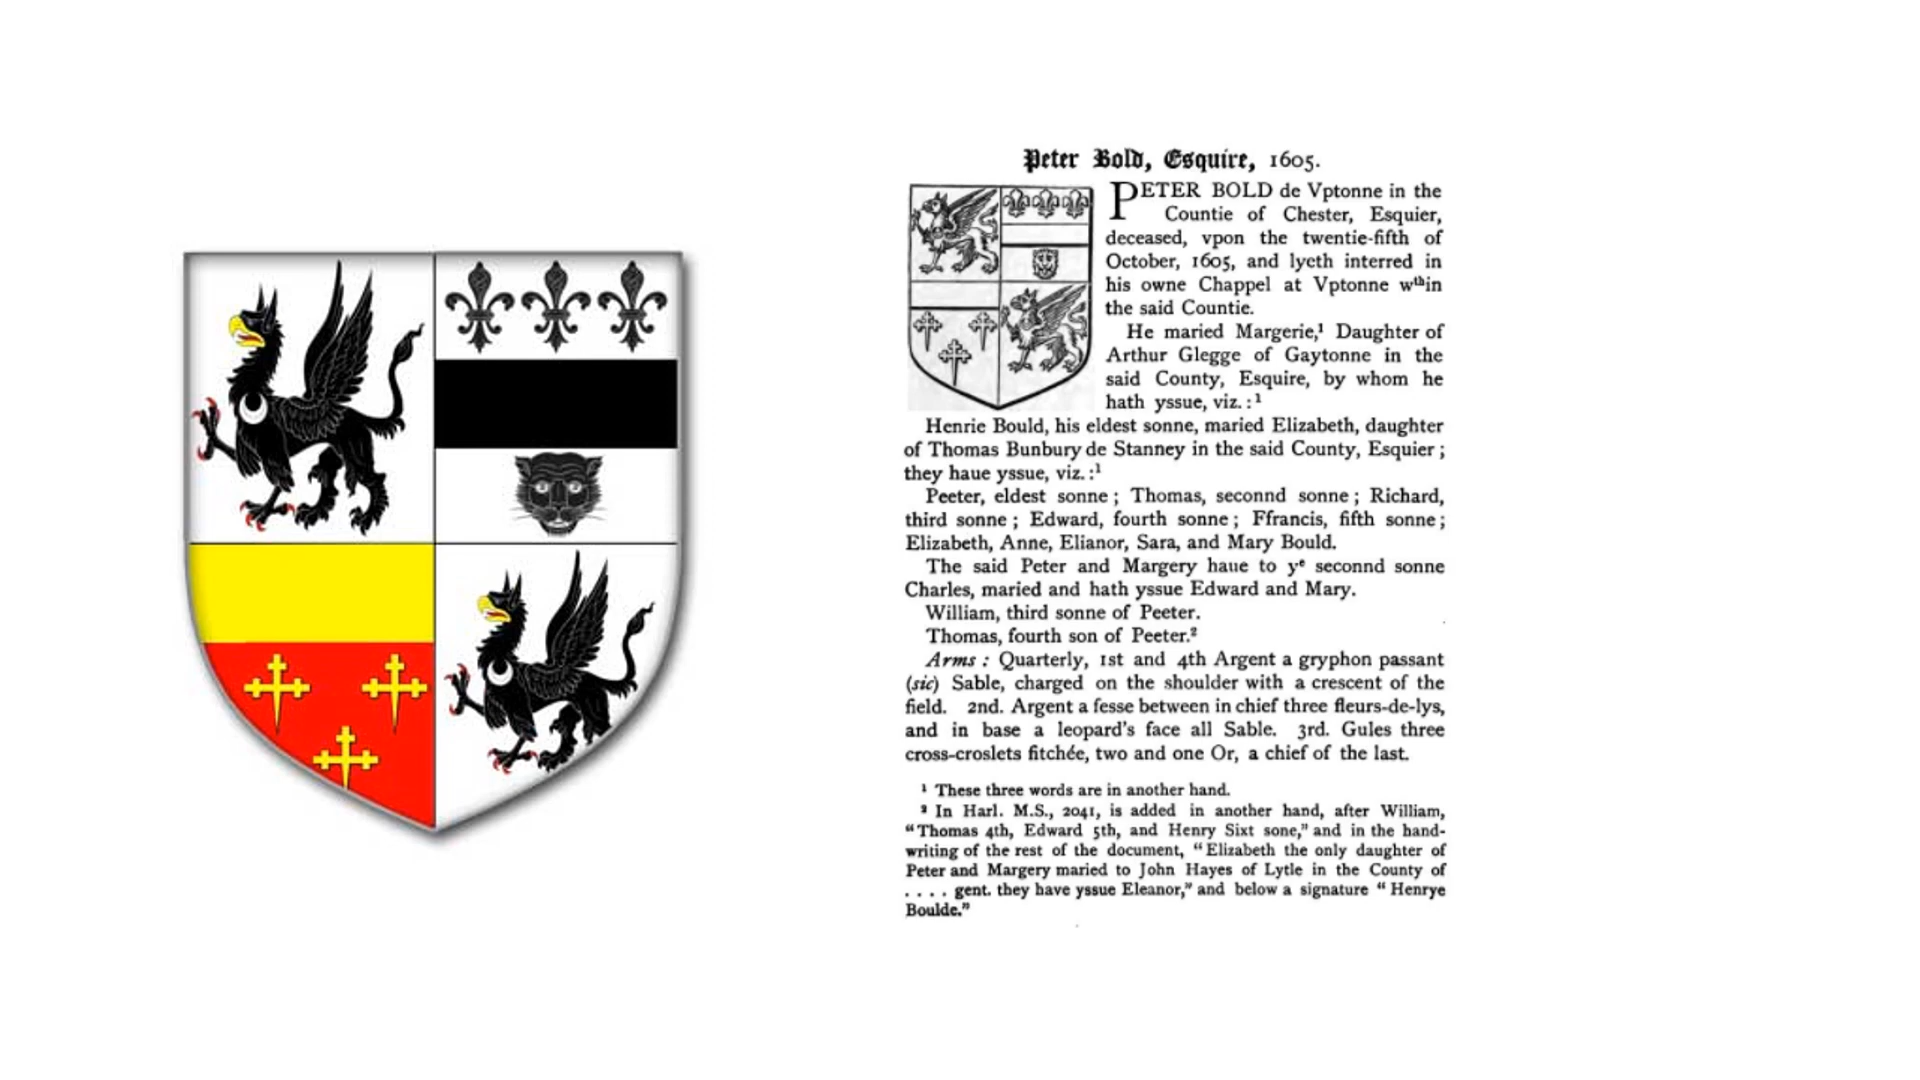 Peter Bold, Esquire, 1605.
PETER BOLD de Vptonne in the
Countie of Chester, Esquier,
deceased, vpon the twentie-fifth of
October, 1605, and lyeth interred in
his owne Chappel at Vptonne wᵗʰin
the said Countie.
He maried Margerie,¹ Daughter of
Arthur Glegge of Gaytonne in the
said County, Esquire, by whom he
hath yssue, viz.:¹
Henrie Bould, his eldest sonne, maried Elizabeth, daughter
of Thomas Bunbury de Stanney in the said County, Esquier;
they haue yssue, viz.:¹
Peeter, eldest sonne; Thomas, seconnd sonne; Richard,
third sonne; Edward, fourth sonne; Ffrancis, fifth sonne;
Elizabeth, Anne, Elianor, Sara, and Mary Bould.
The said Peter and Margery haue to yᵉ seconnd sonne
Charles, maried and hath yssue Edward and Mary.
William, third sonne of Peeter.
Thomas, fourth son of Peeter.²
Arms: Quarterly, 1st and 4th Argent a gryphon passant
(sic) Sable, charged on the shoulder with a crescent of the
field. 2nd. Argent a fesse between in chief three fleurs-de-lys,
and in base a leopard's face all Sable. 3rd. Gules three
cross-croslets fitchée, two and one Or, a chief of the last.
¹ These three words are in another hand.
² In Harl. M.S., 2041, is added in another hand, after William,
"Thomas 4th, Edward 5th, and Henry Sixt sone," and in the hand-
writing of the rest of the document, "Elizabeth the only daughter of
Peter and Margery maried to John Hayes of Lytle in the County of
. . . . gent. they have yssue Eleanor," and below a signature "Henrye
Boulde."